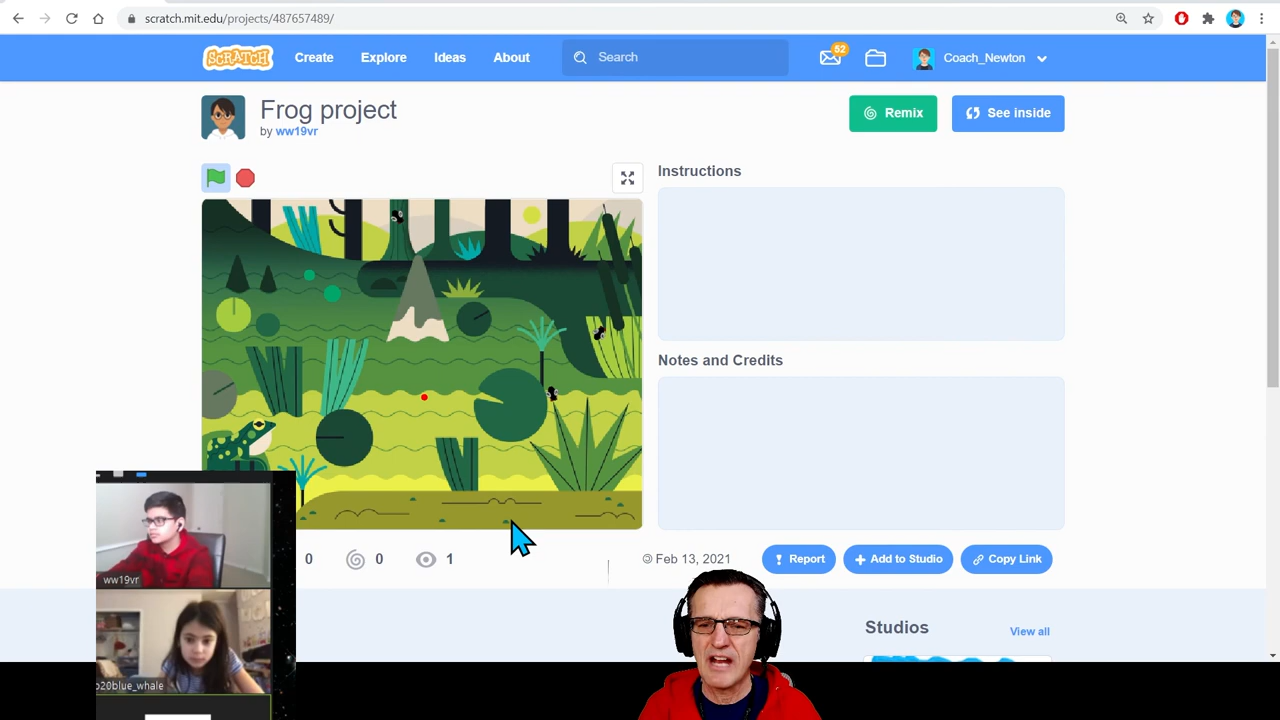 scratch.mit.edu/projects/487657489/
SCRATCH
Create
Explore
Ideas
About
Search
52
Coach_Newton
Frog project
by ww19vr
Remix
See inside
Instructions
Notes and Credits
0
0
1
Feb 13, 2021
Report
Add to Studio
Copy Link
Studios
View all
ww19vr
p20blue_whale